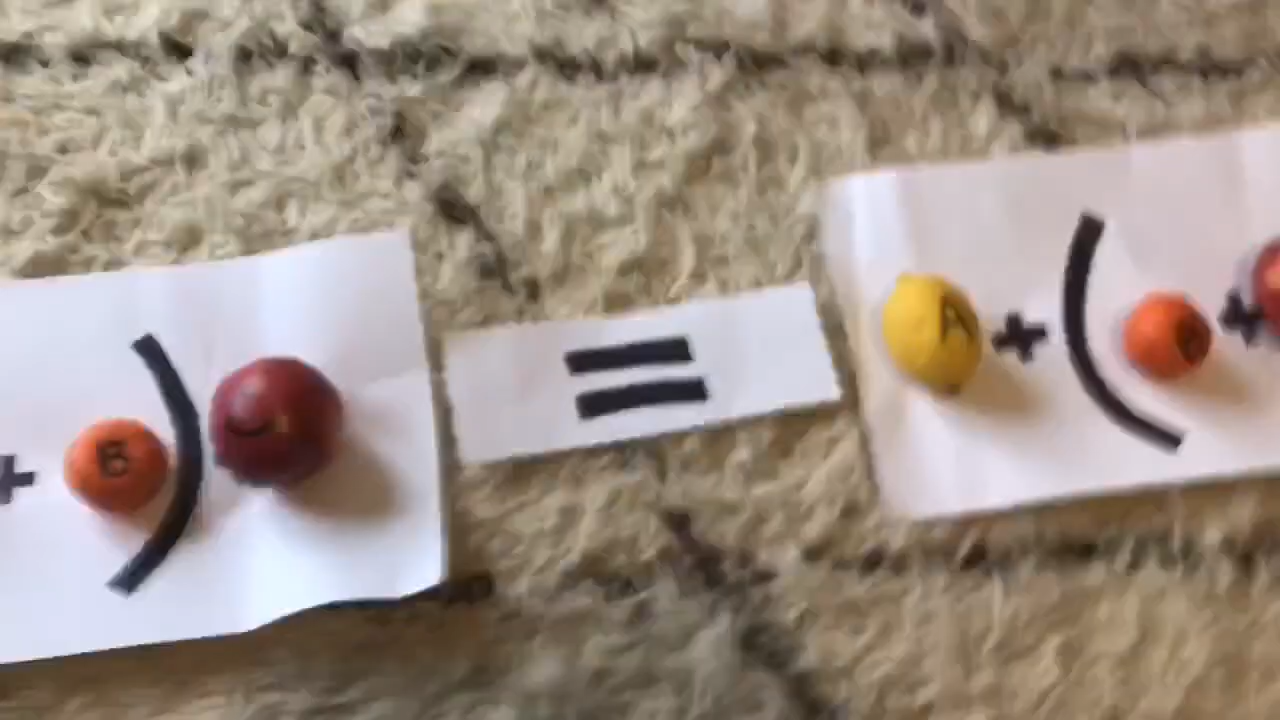 + B ) C = A + ( B +